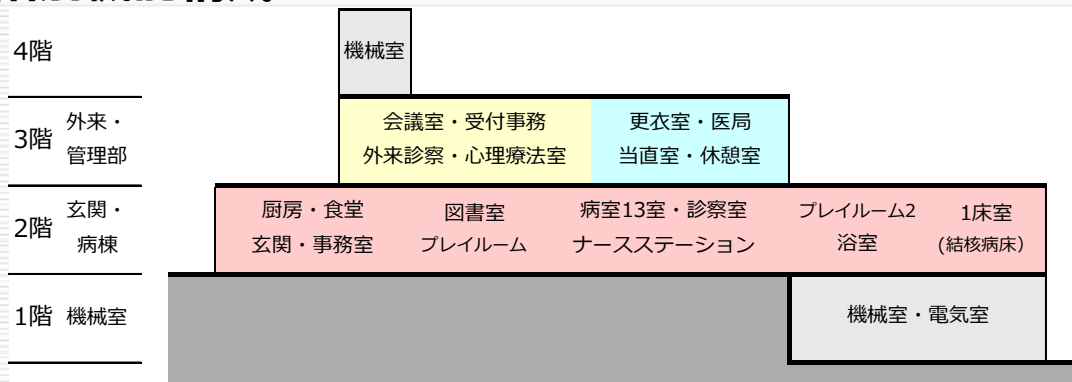 4階
機械室
3階
外来・
管理部
会議室・受付事務
外来診察・心理療法室
更衣室・医局
当直室・休憩室
2階
玄関・
病棟
厨房・食堂
玄関・事務室
図書室
プレイルーム
病室13室・診察室
ナースステーション
プレイルーム2
浴室
1床室
(結核病床)
1階 機械室
機械室・電気室